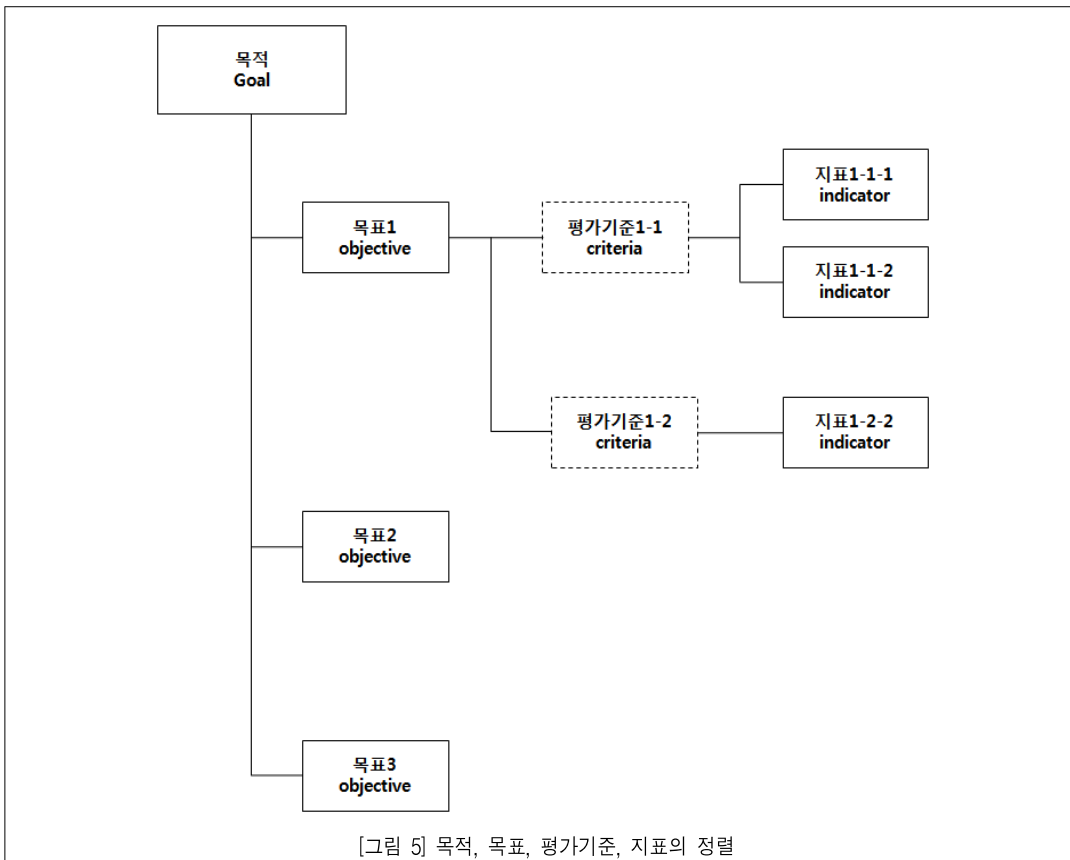 목적
Goal
목표1
objective
평가기준1-1
criteria
지표1-1-1
indicator
지표1-1-2
indicator
평가기준1-2
criteria
지표1-2-2
indicator
목표2
objective
목표3
objective
[그림 5] 목적, 목표, 평가기준, 지표의 정렬